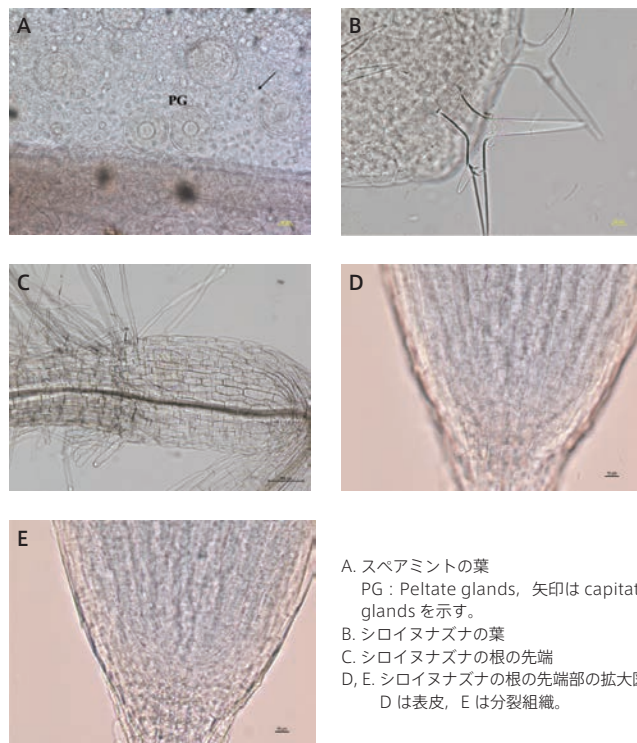 A
B
PG
C
D
E
A. スペアミントの葉
PG：Peltate glands，矢印は capitat
glands を示す。
B. シロイヌナズナの葉
C. シロイヌナズナの根の先端
D, E. シロイヌナズナの根の先端部の拡大図
D は表皮，E は分裂組織。